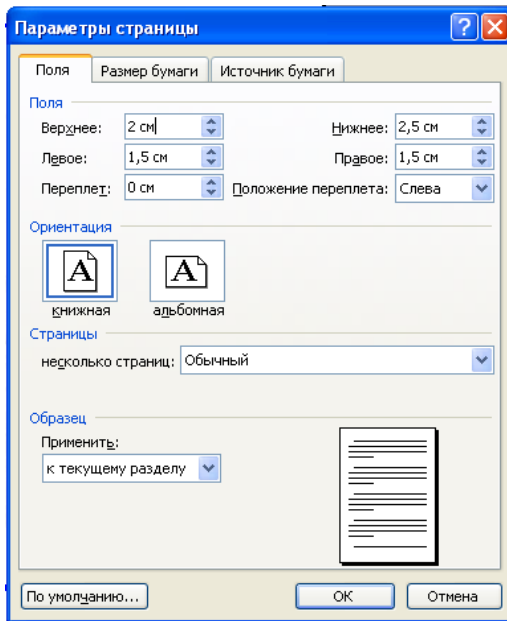 Параметры страницы
Поля Размер бумаги Источник бумаги
Поля
Верхнее: 2 см Нижнее: 2,5 см
Левое: 1,5 см Правое: 1,5 см
Переплет: 0 см Положение переплета: Слева
Ориентация
A A
книжная альбомная
Страницы
несколько страниц: Обычный
Образец
Применить:
к текущему разделу
По умолчанию... ОК Отмена